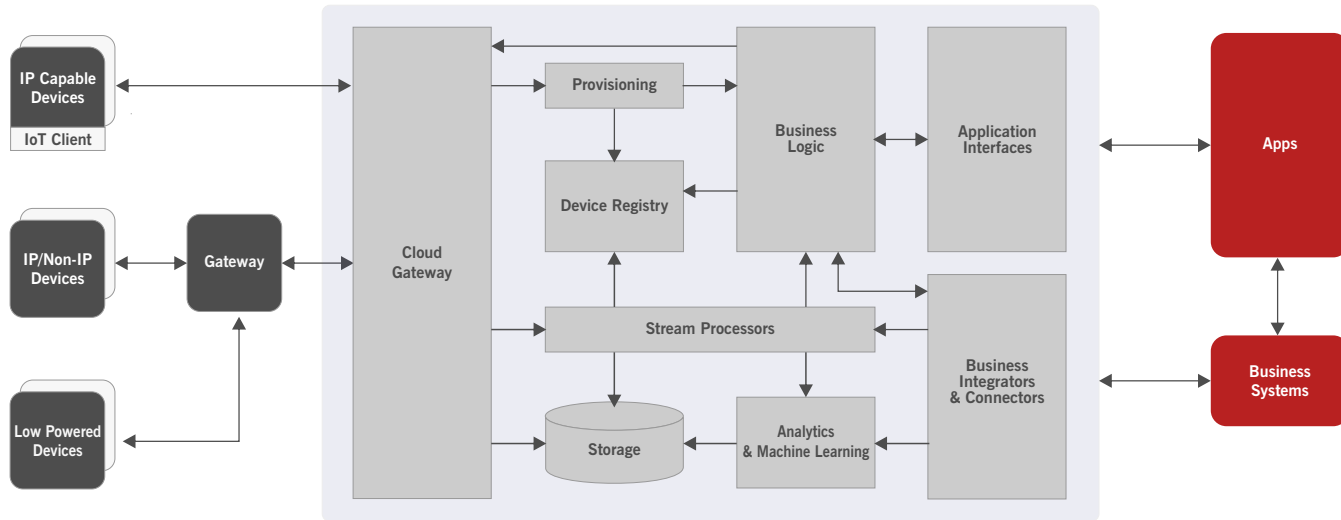 IP Capable
Devices
IoT Client
IP/Non-IP
Devices
Low Powered
Devices
Gateway
Cloud
Gateway
Provisioning
Device Registry
Stream Processors
Storage
Business
Logic
Analytics
& Machine Learning
Application
Interfaces
Business
Integrators
& Connectors
Apps
Business
Systems